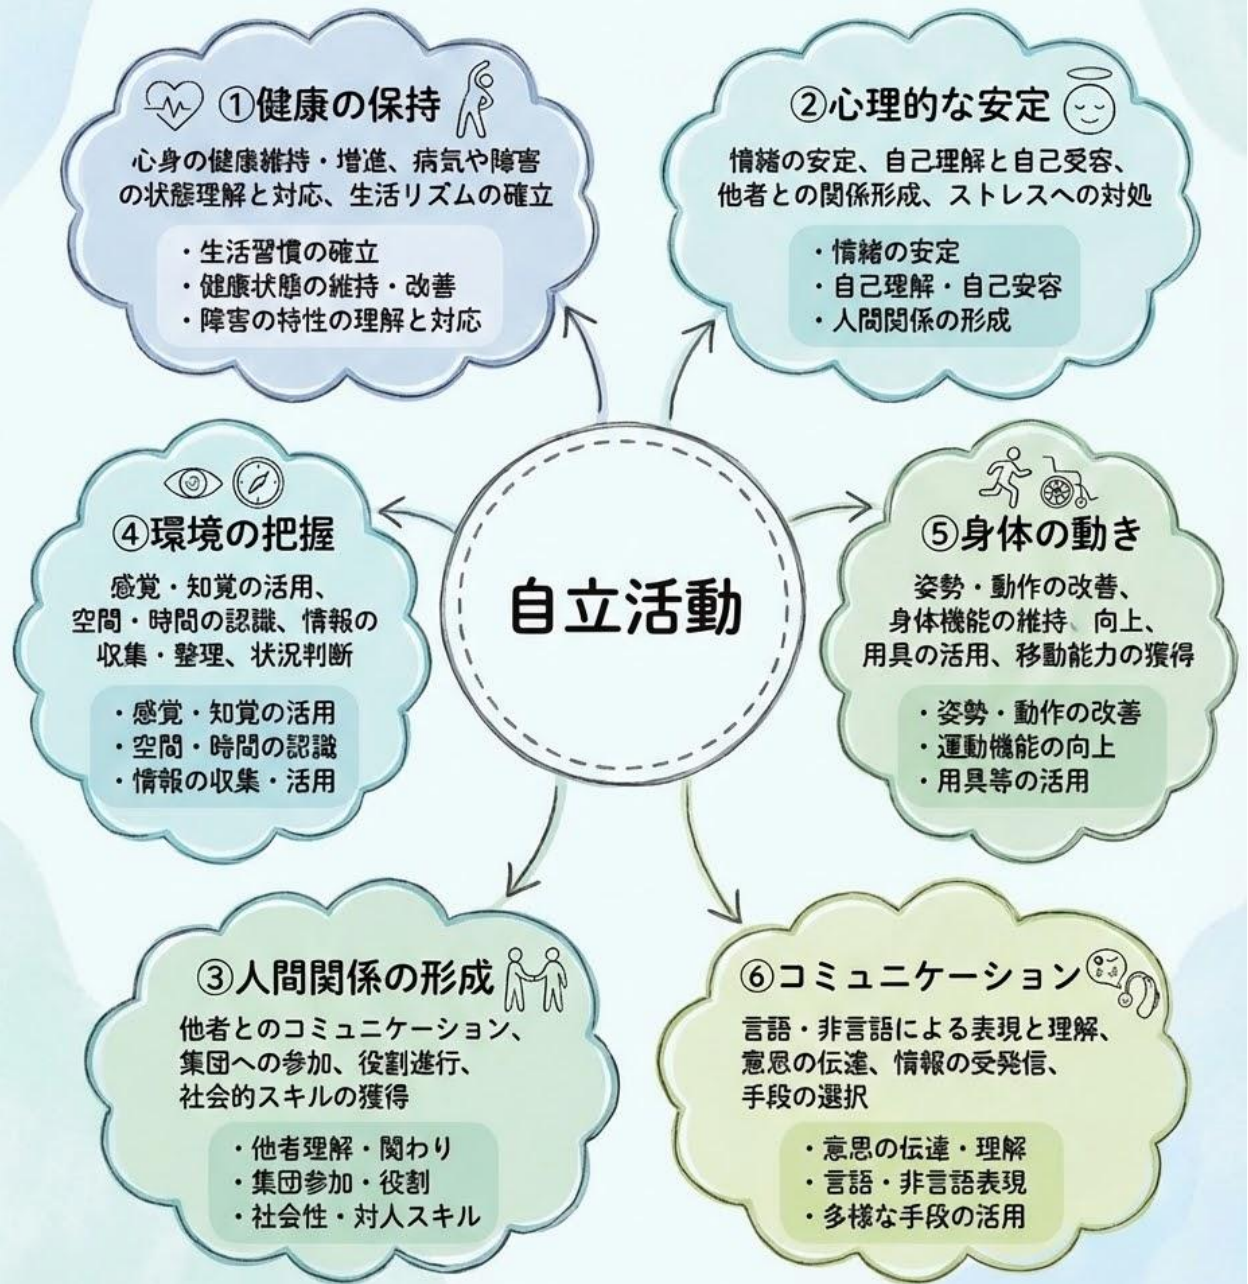 ①健康の保持
心身の健康維持・増進、病気や障害
の状態理解と対応、生活リズムの確立
・生活習慣の確立
・健康状態の維持・改善
・障害の特性の理解と対応
②心理的な安定
情緒の安定、自己理解と自己受容、
他者との関係形成、ストレスへの対処
・情緒の安定
・自己理解・自己安容
・人間関係の形成
自立活動
④環境の把握
感覚・知覚の活用、
空間・時間の認識、情報の
収集・整理、状況判断
・感覚・知覚の活用
・空間・時間の認識
・情報の収集・活用
⑤身体の動き
姿勢・動作の改善、
身体機能の維持、向上、
用具の活用、移動能力の獲得
・姿勢・動作の改善
・運動機能の向上
・用具等の活用
③人間関係の形成
他者とのコミュニケーション、
集団への参加、役割進行、
社会的スキルの獲得
・他者理解・関わり
・集団参加・役割
・社会性・対人スキル
⑥コミュニケーション
言語・非言語による表現と理解、
意思の伝達、情報の受発信、
手段の選択
・意思の伝達・理解
・言語・非言語表現
・多様な手段の活用